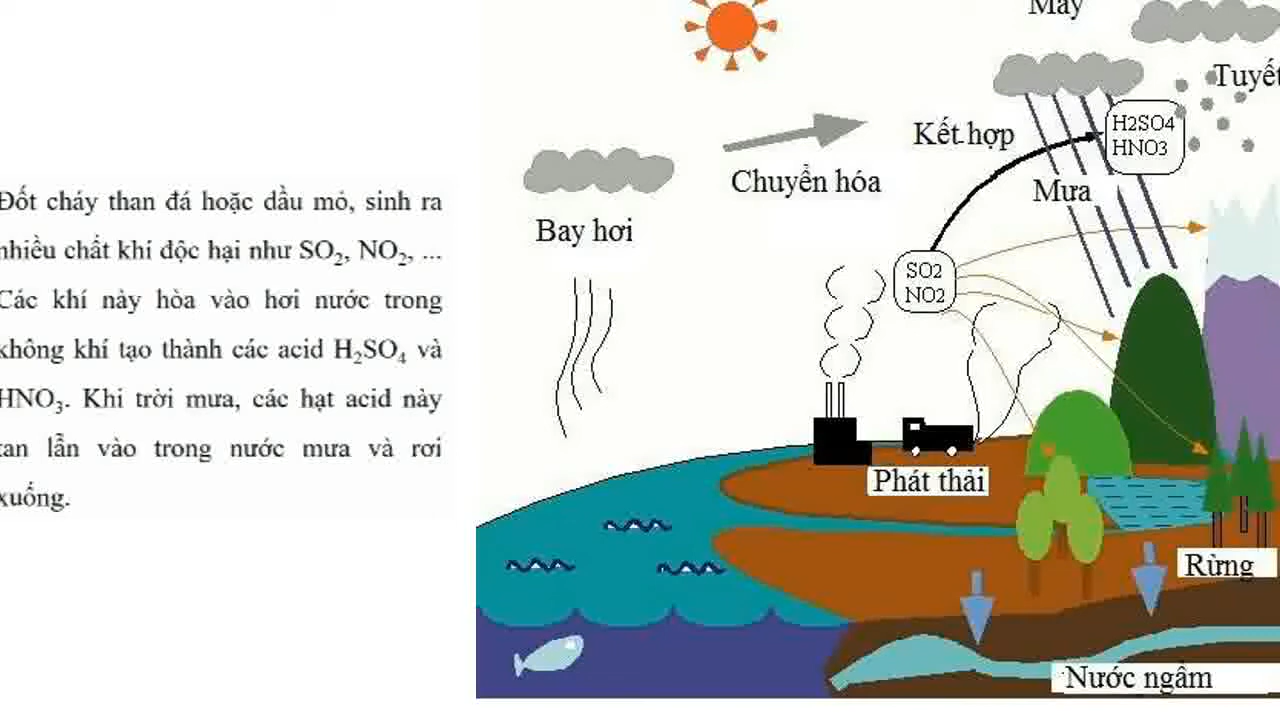 Đốt cháy than đá hoặc dầu mỏ, sinh ra
nhiều chất khí độc hại như SO₂, NO₂, ...
Các khí này hòa vào hơi nước trong
không khí tạo thành các acid H₂SO₄ và
HNO₃. Khi trời mưa, các hạt acid này
tan lẫn vào trong nước mưa và rơi
xuống.
Mây
Tuyết
Kết hợp
H2SO4
HNO3
Chuyển hóa
Mưa
Bay hơi
SO2
NO2
Phát thải
Rừng
Nước ngầm